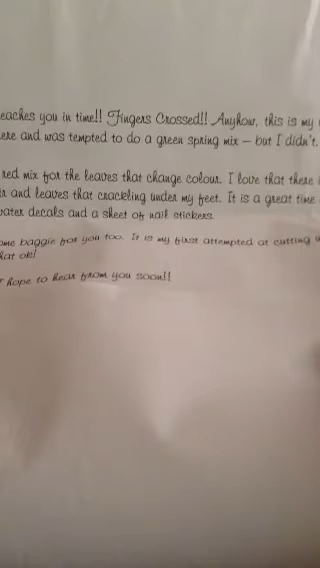 eaches you in time!! Fingers Crossed!! Anyhow, this is my
ere and was tempted to do a green spring mix – but I didn't.
red mix for the leaves that change colour. I love that there
and leaves that crackling under my feet. It is a great time
water decals and a sheet of nail stickers.
ome baggie for you too. It is my first attempted at cutting
hat ok!
hope to hear from you soon!!